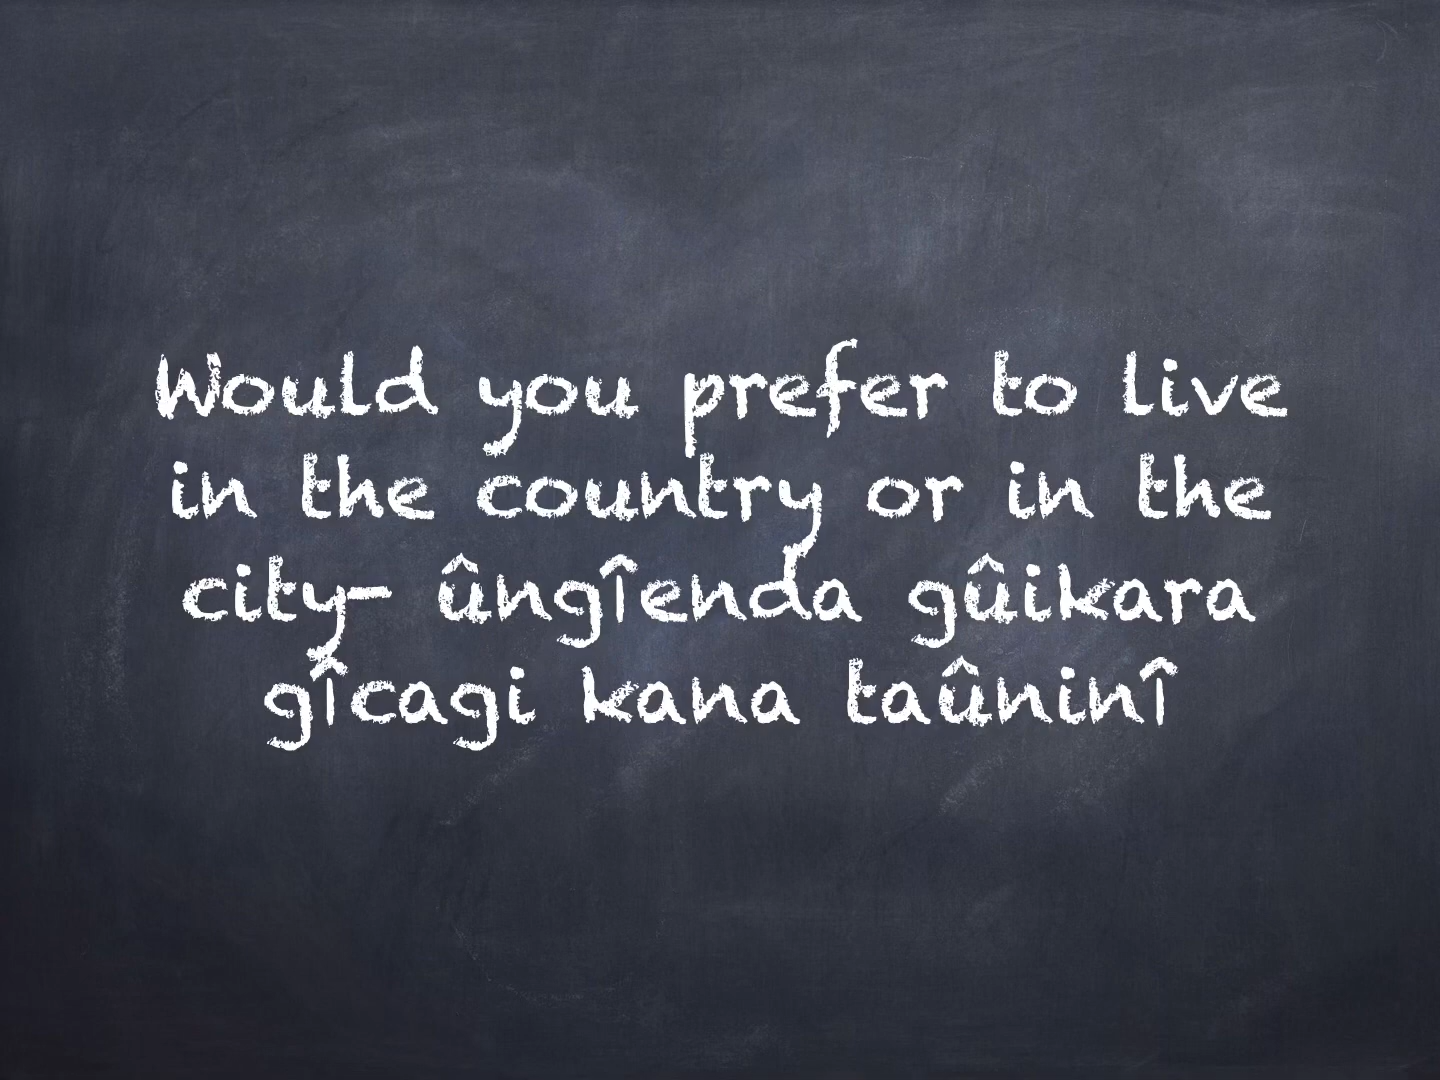 Would you prefer to live
in the country or in the
city- ûngîenda gûikara
gîcagi kana taûninî